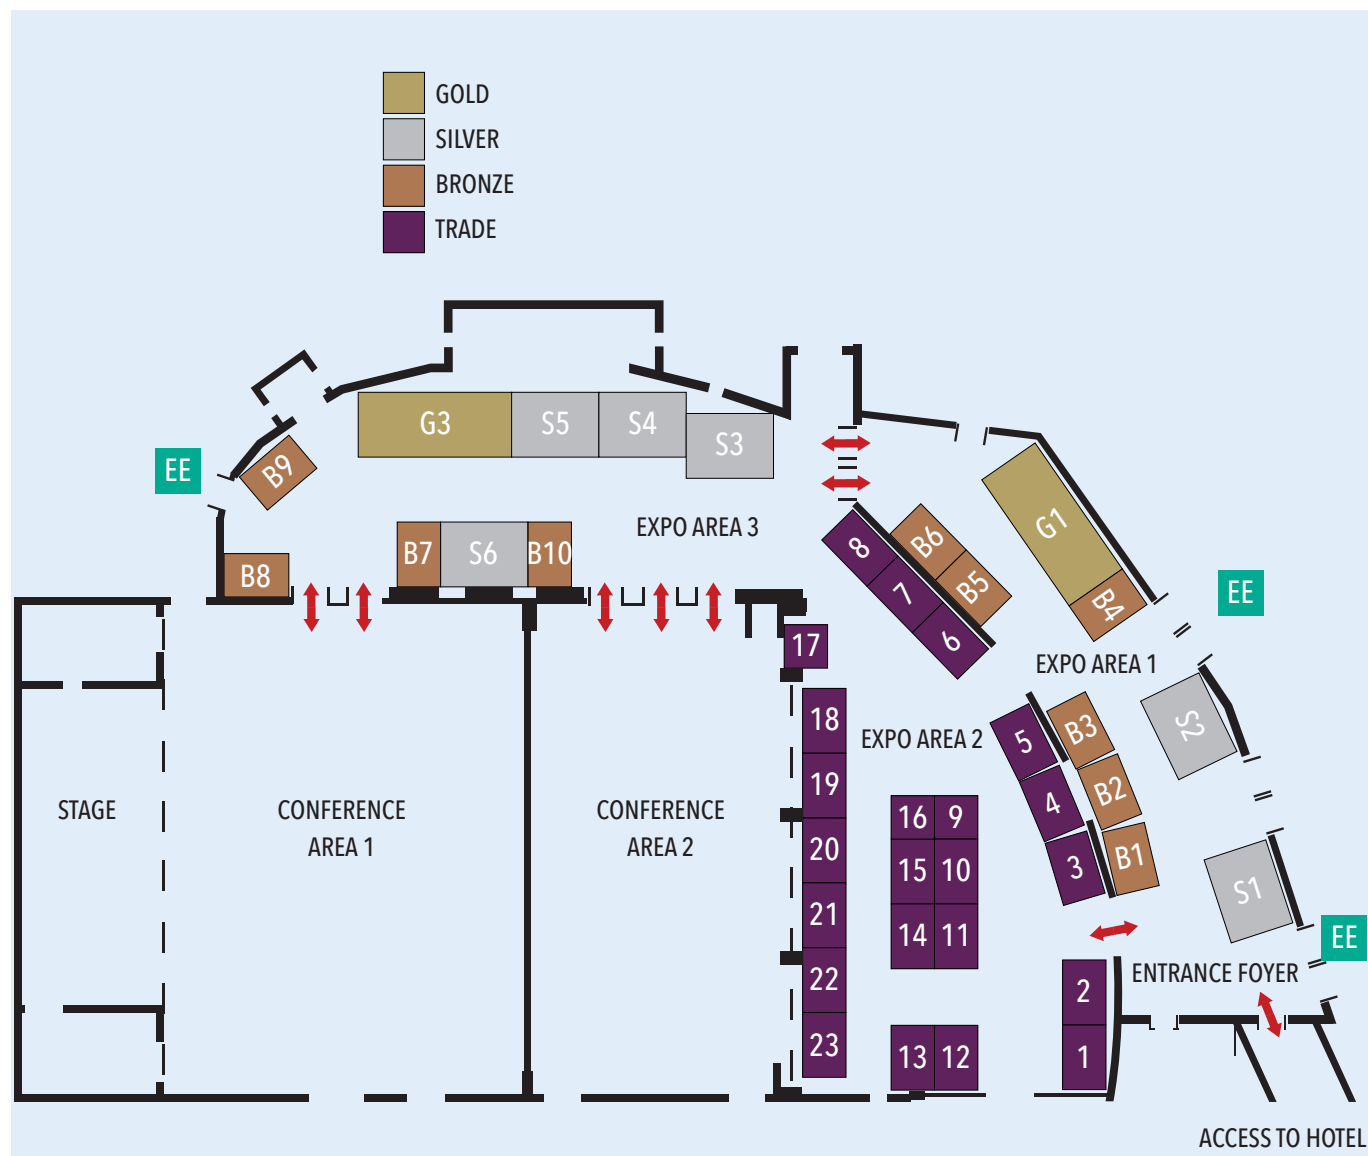 GOLD
SILVER
BRONZE
TRADE
G3
S5
S4
S3
EE
B9
B8
B7
S6
B10
EXPO AREA 3
8
7
6
B6
B5
G1
B4
EE
EXPO AREA 1
17
18
19
20
21
22
23
EXPO AREA 2
5
4
3
B3
B2
B1
S2
S1
STAGE
CONFERENCE
AREA 1
CONFERENCE
AREA 2
16
9
15
10
14
11
13
12
2
1
EE
ENTRANCE FOYER
ACCESS TO HOTEL